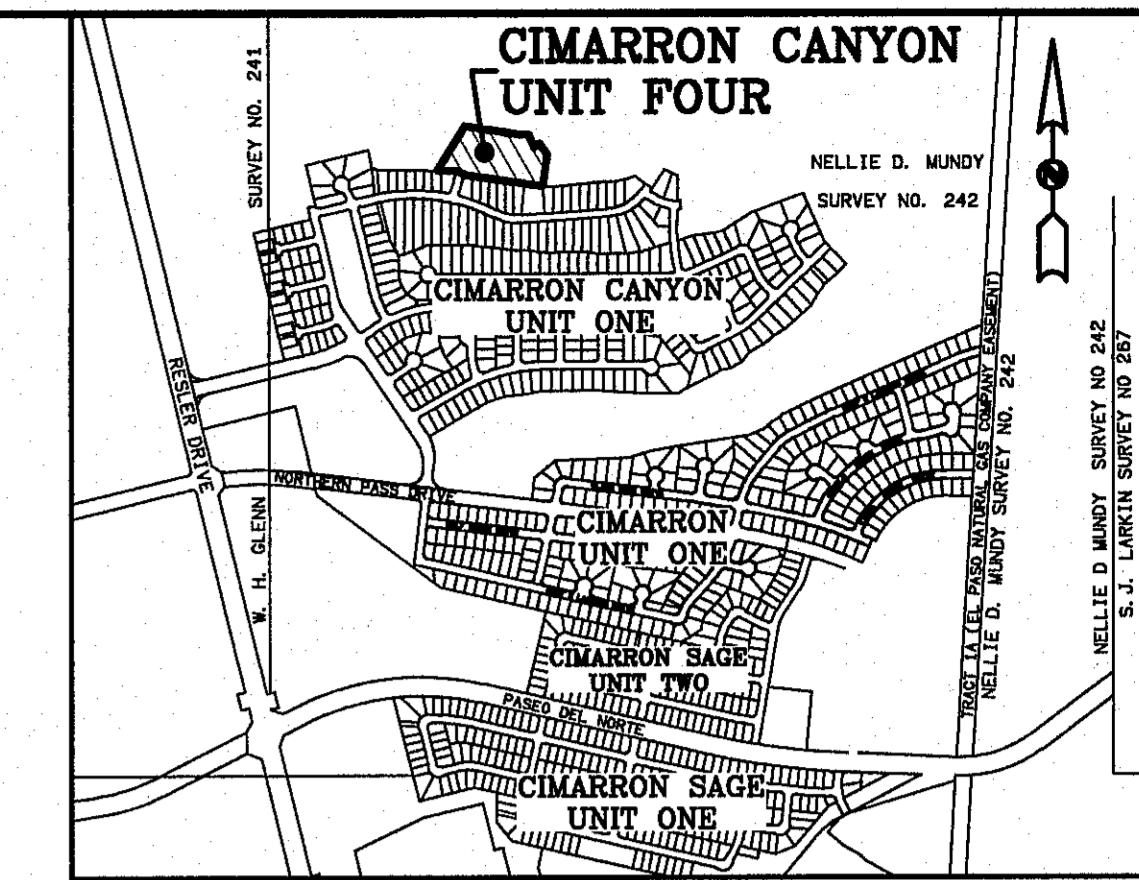 CIMARRON CANYON
UNIT FOUR
SURVEY NO. 241
NELLIE D. MUNDY
SURVEY NO. 242
N
CIMARRON CANYON
UNIT ONE
RESLER DRIVE
NORTHERN PASS DRIVE
W. H. GLENN
CIMARRON
UNIT ONE
TRACT 1A (EL PASO NATURAL GAS COMPANY EASEMENT)
NELLIE D. MUNDY SURVEY NO. 242
NELLIE D MUNDY SURVEY NO 242
S. J. LARKIN SURVEY NO 267
CIMARRON SAGE
UNIT TWO
PASEO DEL NORTE
CIMARRON SAGE
UNIT ONE